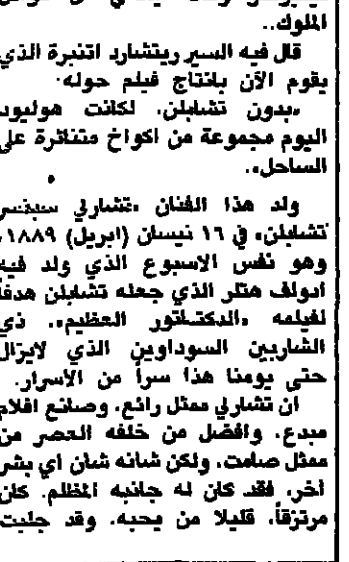 الملوك..
قال فيه السير ريتشارد اتنبرة الذي
يقوم الآن بانتاج فيلم حوله.
«بدون تشابلن، لكانت هوليود
اليوم مجموعة من اكواخ متناثرة على
الساحل».
ولد هذا الفنان «تشارلي سبنسر
تشابلن» في ١٦ نيسان (ابريل) ١٨٨٩،
وهو نفس الاسبوع الذي ولد فيه
ادولف هتلر الذي جعله تشابلن هدفاً
لفيلمه «الدكتاتور العظيم». ذي
الشاربين السوداوين الذي لايزال
حتى يومنا هذا سراً من الأسرار.
ان تشارلي ممثل رائع، وصانع افلام
مبدع، وافضل من خلفه العصر من
ممثل صامت، ولكن شانه شان اي بشر
آخر، فقد كان له جانبه المظلم. كان
مرتزقاً، قليلا من يحبه. وقد جلبت